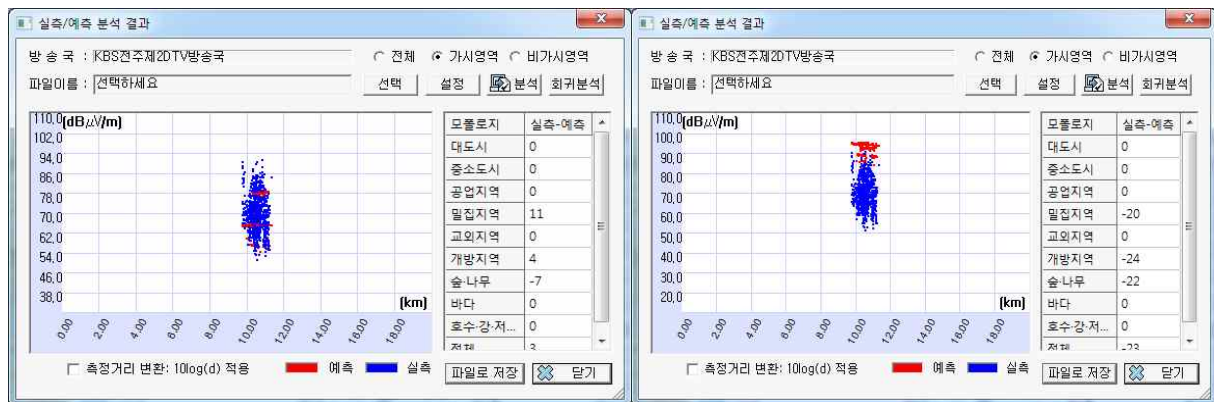 실측/예측 분석 결과
방 송 국 : KBS전주제2DTV방송국 전체 가시영역 비가시영역
파일이름 : 선택하세요 선택 설정 분석 회귀분석
110,0 (dBμV/m)
102,0
94,0
86,0
78,0
70,0
62,0
54,0
46,0
38,0
(km)
0,00 2,00 4,00 6,00 8,00 10,00 12,00 14,00 16,00 18,00
모폴로지 실측-예측
대도시 0
중소도시 0
공업지역 0
밀집지역 11
교외지역 0
개방지역 4
숲·나무 -7
바다 0
호수·강·저... 0
전체 3
측정거리 변환: 10log(d) 적용 예측 실측 파일로 저장 닫기
실측/예측 분석 결과
방 송 국 : KBS전주제2DTV방송국 전체 가시영역 비가시영역
파일이름 : 선택하세요 선택 설정 분석 회귀분석
110,0 (dBμV/m)
100,0
90,0
80,0
70,0
60,0
50,0
40,0
30,0
20,0
(km)
0,00 2,00 4,00 6,00 8,00 10,00 12,00 14,00 16,00 18,00
모폴로지 실측-예측
대도시 0
중소도시 0
공업지역 0
밀집지역 -20
교외지역 0
개방지역 -24
숲·나무 -22
바다 0
호수·강·저... 0
전체 -23
측정거리 변환: 10log(d) 적용 예측 실측 파일로 저장 닫기